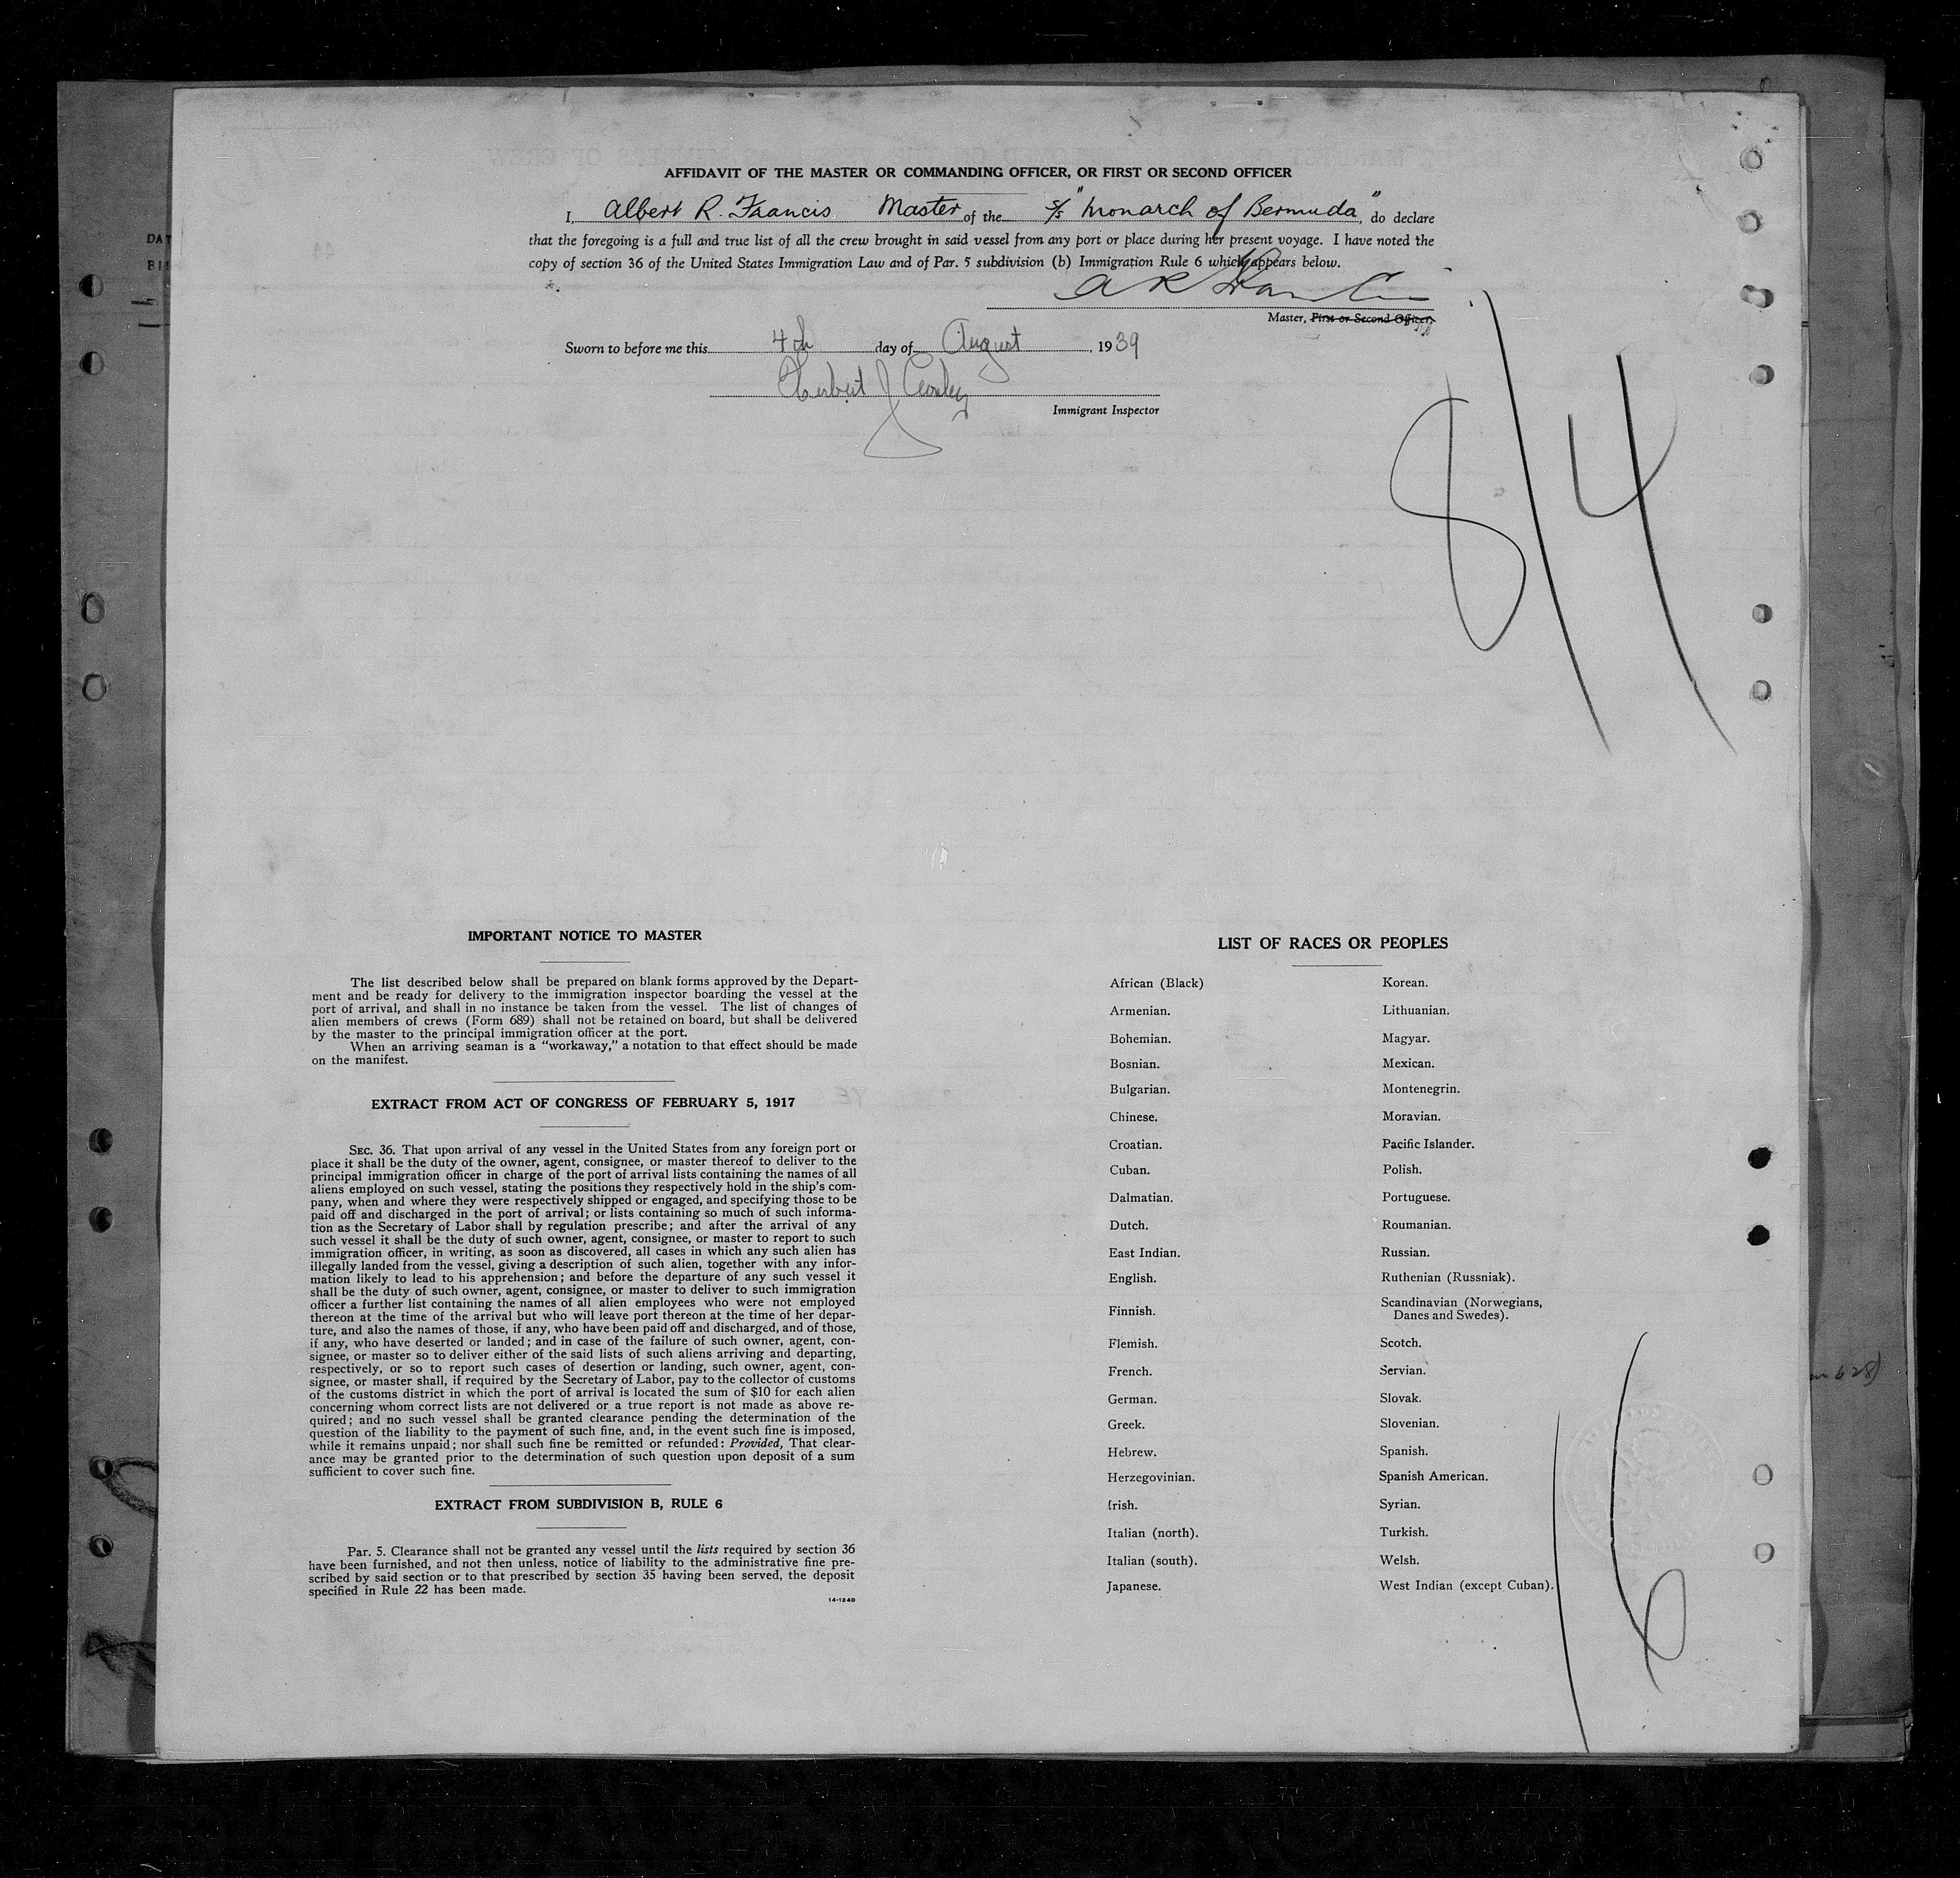 AFFIDAVIT OF THE MASTER OR COMMANDING OFFICER, OR FIRST OR SECOND OFFICER
I, Albert R. Francis Master of the S/S "Monarch of Bermuda", do declare
that the foregoing is a full and true list of all the crew brought in said vessel from any port or place during her present voyage. I have noted the
copy of section 36 of the United States Immigration Law and of Par. 5 subdivision (b) Immigration Rule 6 which appears below.
A R Francis
Master, First or Second Officer.
Sworn to before me this 4th day of August, 1939
Herbert J
Immigrant Inspector
8/4
IMPORTANT NOTICE TO MASTER
The list described below shall be prepared on blank forms approved by the Depart-
ment and be ready for delivery to the immigration inspector boarding the vessel at the
port of arrival, and shall in no instance be taken from the vessel. The list of changes of
alien members of crews (Form 689) shall not be retained on board, but shall be delivered
by the master to the principal immigration officer at the port.
When an arriving seaman is a "workaway," a notation to that effect should be made
on the manifest.
EXTRACT FROM ACT OF CONGRESS OF FEBRUARY 5, 1917
SEC. 36. That upon arrival of any vessel in the United States from any foreign port or
place it shall be the duty of the owner, agent, consignee, or master thereof to deliver to the
principal immigration officer in charge of the port of arrival lists containing the names of all
aliens employed on such vessel, stating the positions they respectively hold in the ship's com-
pany, when and where they were respectively shipped or engaged, and specifying those to be
paid off and discharged in the port of arrival; or lists containing so much of such informa-
tion as the Secretary of Labor shall by regulation prescribe; and after the arrival of any
such vessel it shall be the duty of such owner, agent, consignee, or master to report to such
immigration officer, in writing, as soon as discovered, all cases in which any such alien has
illegally landed from the vessel, giving a description of such alien, together with any infor-
mation likely to lead to his apprehension; and before the departure of any such vessel it
shall be the duty of such owner, agent, consignee, or master to deliver to such immigration
officer a further list containing the names of all alien employees who were not employed
thereon at the time of the arrival but who will leave port thereon at the time of her depar-
ture, and also the names of those, if any, who have been paid off and discharged, and of those,
if any, who have deserted or landed; and in case of the failure of such owner, agent, con-
signee, or master so to deliver either of the said lists of such aliens arriving and departing,
respectively, or so to report such cases of desertion or landing, such owner, agent, con-
signee, or master shall, if required by the Secretary of Labor, pay to the collector of customs
of the customs district in which the port of arrival is located the sum of $10 for each alien
concerning whom correct lists are not delivered or a true report is not made as above re-
quired; and no such vessel shall be granted clearance pending the determination of the
question of the liability to the payment of such fine, and, in the event such fine is imposed,
while it remains unpaid; nor shall such fine be remitted or refunded: Provided, That clear-
ance may be granted prior to the determination of such question upon deposit of a sum
sufficient to cover such fine.
EXTRACT FROM SUBDIVISION B, RULE 6
Par. 5. Clearance shall not be granted any vessel until the lists required by section 36
have been furnished, and not then unless, notice of liability to the administrative fine pre-
scribed by said section or to that prescribed by section 35 having been served, the deposit
specified in Rule 22 has been made.
14-1240
LIST OF RACES OR PEOPLES
African (Black)
Armenian.
Bohemian.
Bosnian.
Bulgarian.
Chinese.
Croatian.
Cuban.
Dalmatian.
Dutch.
East Indian.
English.
Finnish.
Flemish.
French.
German.
Greek.
Hebrew.
Herzegovinian.
Irish.
Italian (north).
Italian (south).
Japanese.
Korean.
Lithuanian.
Magyar.
Mexican.
Montenegrin.
Moravian.
Pacific Islander.
Polish.
Portuguese.
Roumanian.
Russian.
Ruthenian (Russniak).
Scandinavian (Norwegians,
Danes and Swedes).
Scotch.
Servian.
Slovak.
Slovenian.
Spanish.
Spanish American.
Syrian.
Turkish.
Welsh.
West Indian (except Cuban).